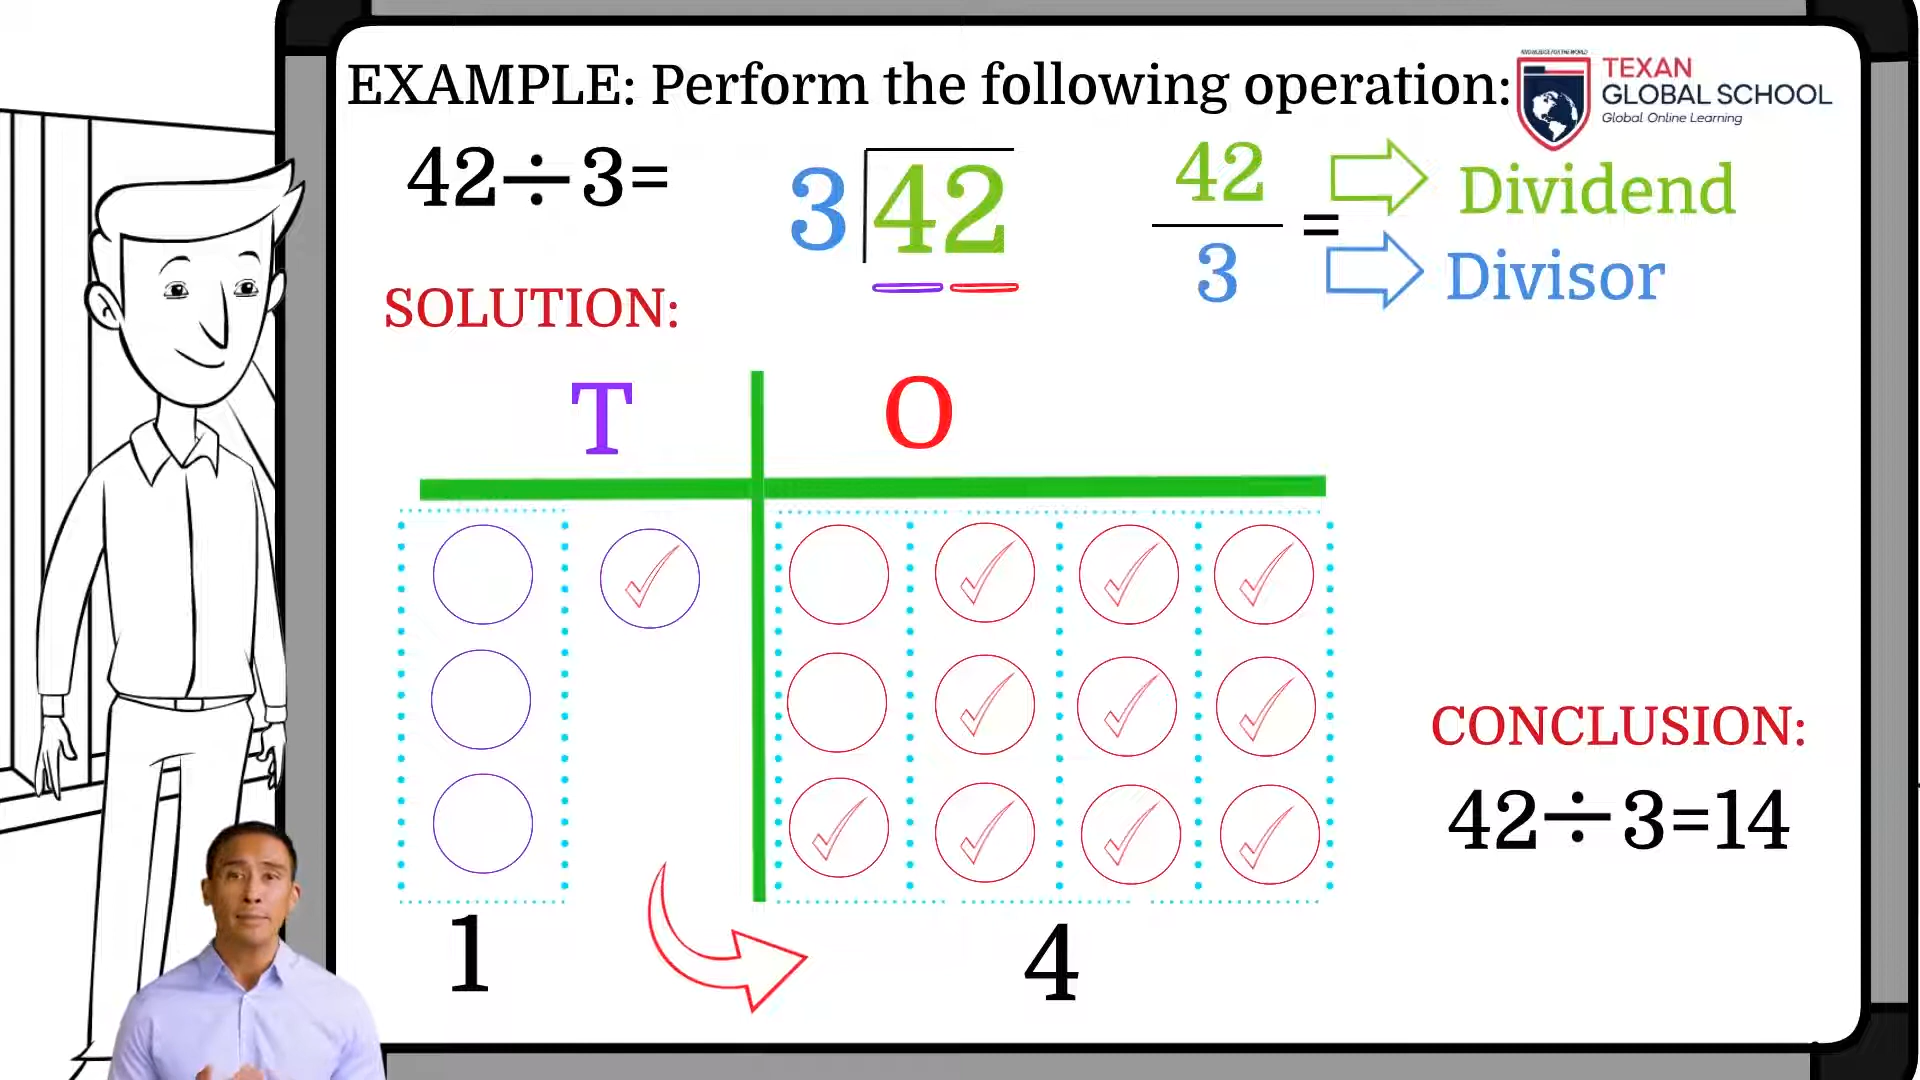 EXAMPLE: Perform the following operation:
TEXAN
GLOBAL SCHOOL
Global Online Learning
42÷3=
3 42
42
3
=
Dividend
Divisor
SOLUTION:
T O
CONCLUSION:
42÷3=14
1 4